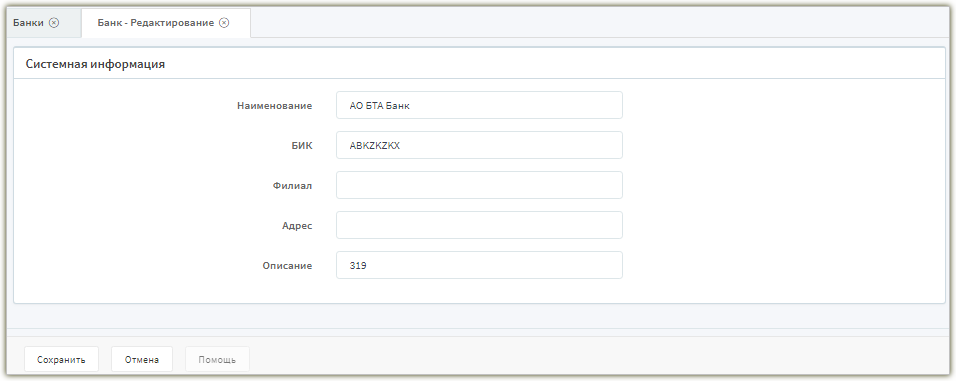 Банки
Банк - Редактирование
Системная информация
Наименование АО БТА Банк
БИК ABKZKZKX
Филиал
Адрес
Описание 319
Сохранить Отмена Помощь